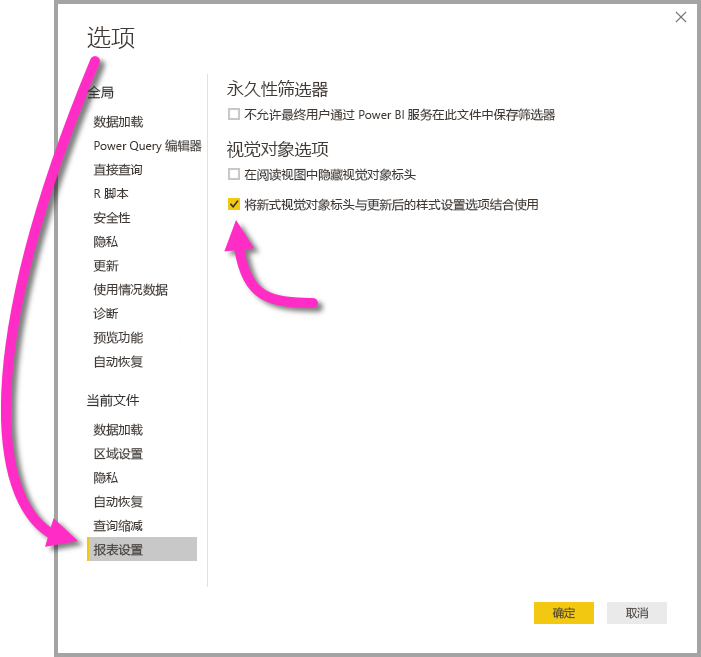 选项
全局
数据加载
Power Query 编辑器
直接查询
R 脚本
安全性
隐私
更新
使用情况数据
诊断
预览功能
自动恢复
当前文件
数据加载
区域设置
隐私
自动恢复
查询缩减
报表设置
永久性筛选器
不允许最终用户通过 Power BI 服务在此文件中保存筛选器
视觉对象选项
在阅读视图中隐藏视觉对象标头
将新式视觉对象标头与更新后的样式设置选项结合使用
确定
取消